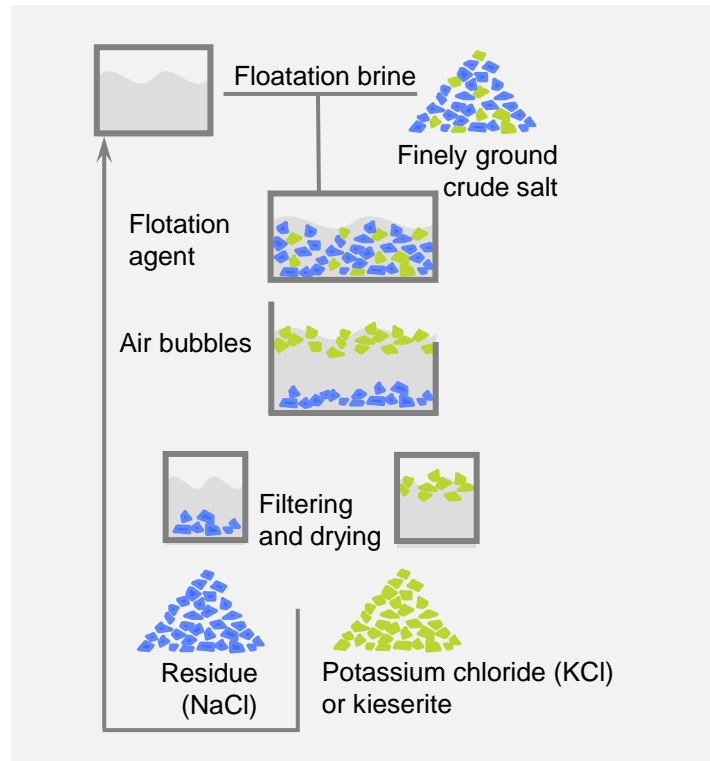 Floatation brine
Finely ground
crude salt
Flotation
agent
Air bubbles
Filtering
and drying
Residue
(NaCl)
Potassium chloride (KCl)
or kieserite